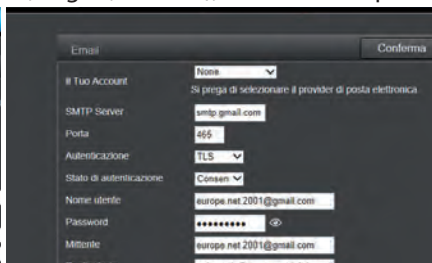 Email Conferma
Il Tuo Account None
Si prega di selezionare il provider di posta elettronica
SMTP Server smtp.gmail.com
Porta 465
Autenticazione TLS
Stato di autenticazione Consen
Nome utente europe.net.2001@gmail.com
Password •••••••••
Mittente europe.net.2001@gmail.com